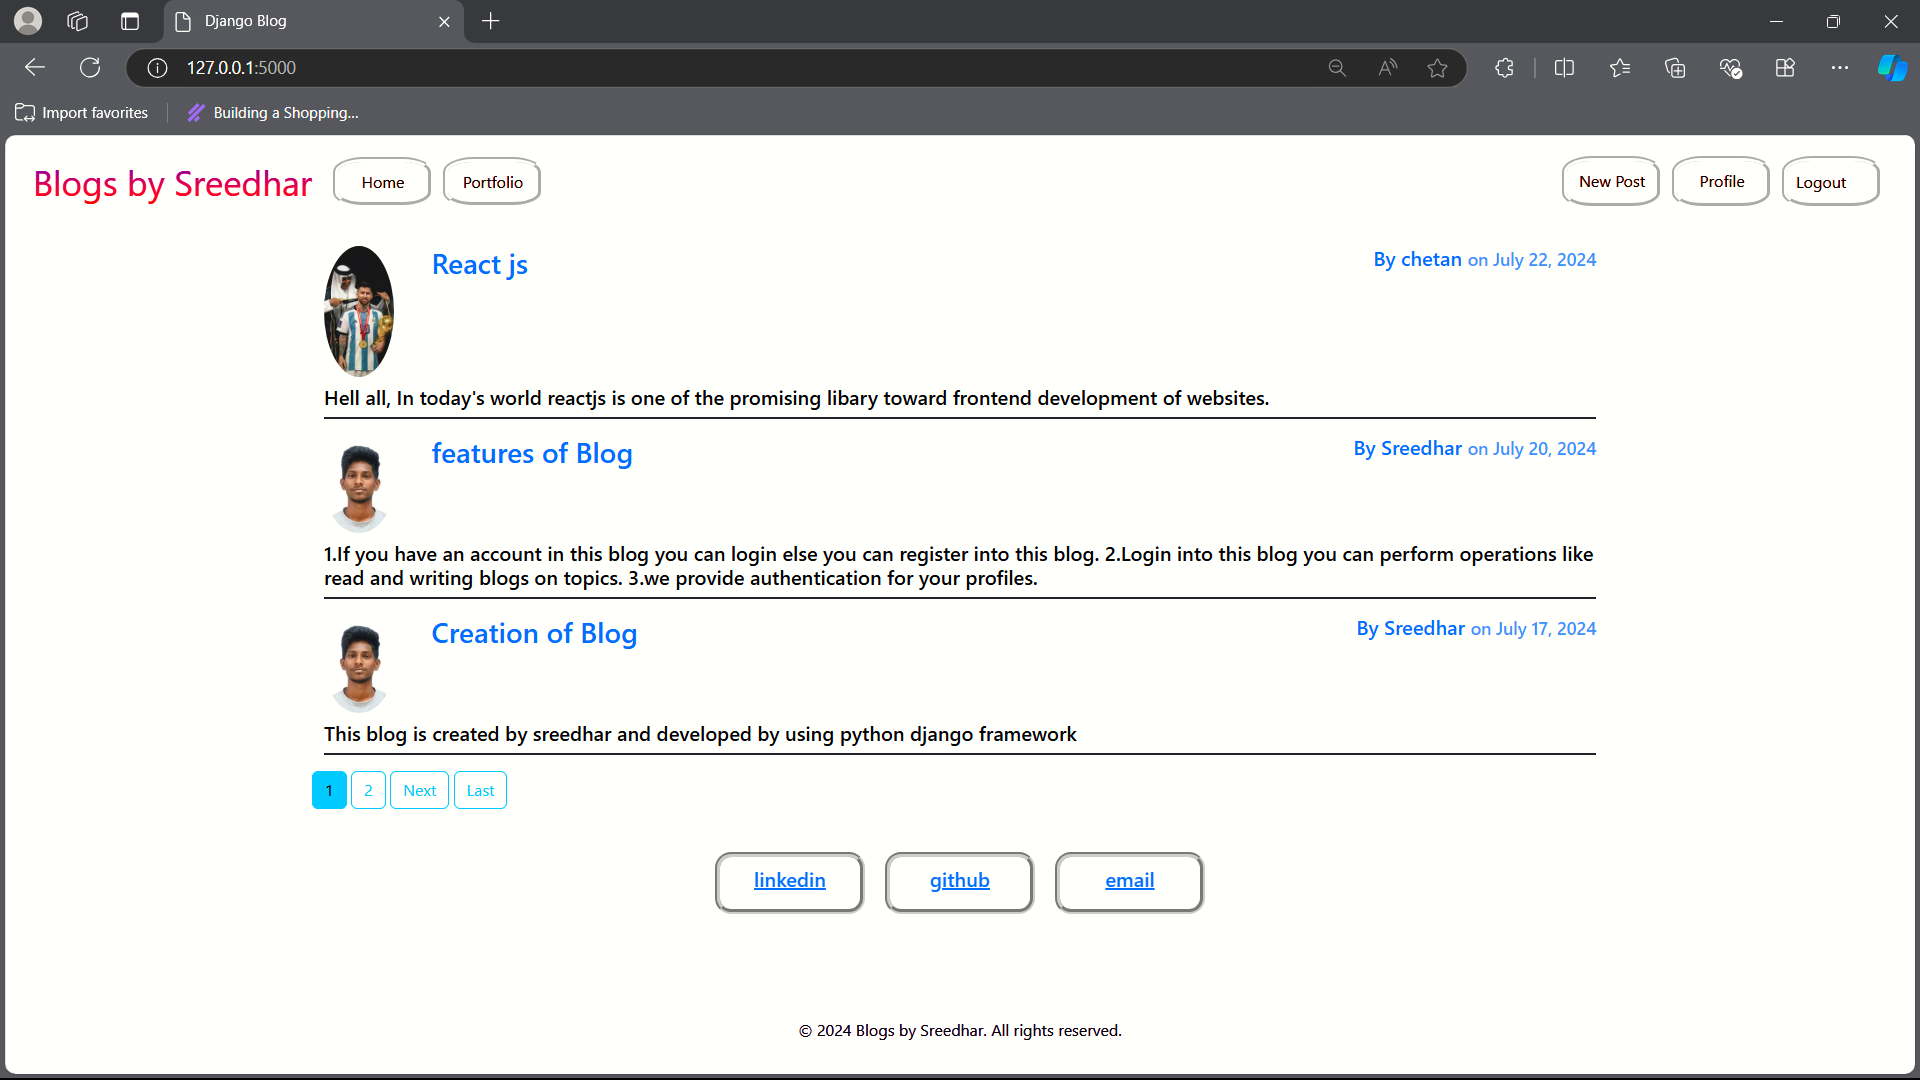 Django Blog
127.0.0.1:5000
Import favorites
Building a Shopping...
Blogs by Sreedhar
Home
Portfolio
New Post
Profile
Logout
React js
By chetan on July 22, 2024
Hell all, In today's world reactjs is one of the promising libary toward frontend development of websites.
features of Blog
By Sreedhar on July 20, 2024
1.If you have an account in this blog you can login else you can register into this blog. 2.Login into this blog you can perform operations like
read and writing blogs on topics. 3.we provide authentication for your profiles.
Creation of Blog
By Sreedhar on July 17, 2024
This blog is created by sreedhar and developed by using python django framework
1
2
Next
Last
linkedin
github
email
© 2024 Blogs by Sreedhar. All rights reserved.